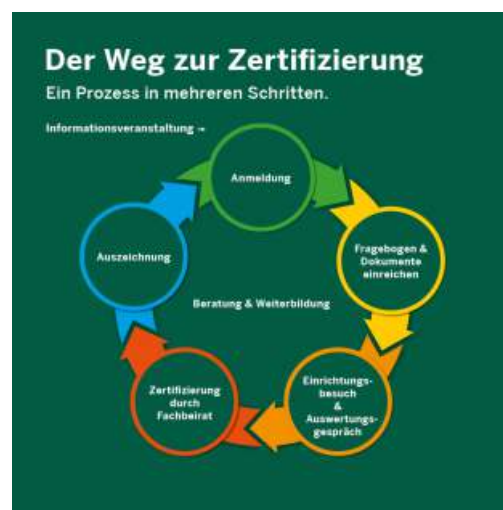 Der Weg zur Zertifizierung
Ein Prozess in mehreren Schritten.
Informationsveranstaltung →
Anmeldung
Fragebogen &
Dokumente
einreichen
Einrichtungs-
besuch
&
Auswertungs-
gespräch
Zertifizierung
durch
Fachbeirat
Auszeichnung
Beratung & Weiterbildung